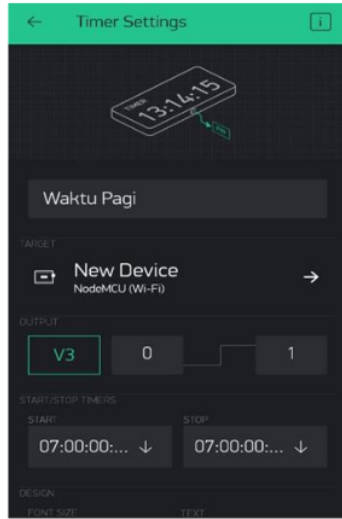 Timer Settings
i
TIMER
13:14:15
PIN
Waktu Pagi
TARGET
New Device
NodeMCU (Wi-Fi)
OUTPUT
V3 0 1
START/STOP TIMERS
START STOP
07:00:00:... 07:00:00:...
DESIGN
FONT SIZE TEXT